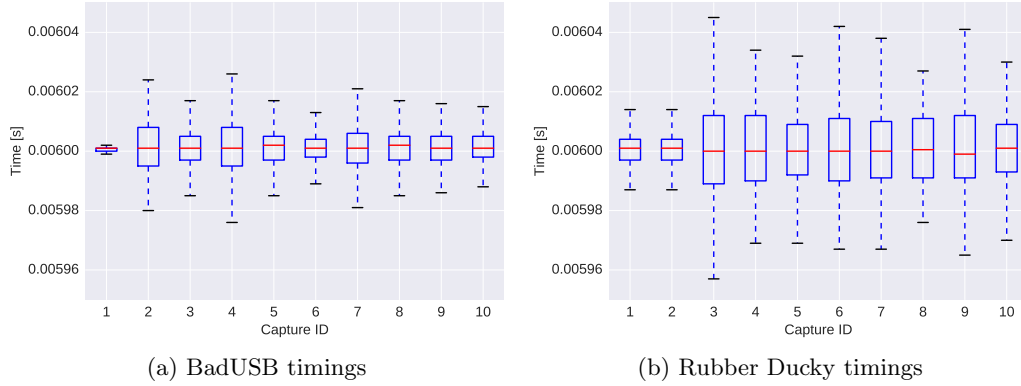 0.00604
0.00602
0.00600
0.00598
0.00596
Time [s]
1 2 3 4 5 6 7 8 9 10
Capture ID
(a) BadUSB timings
0.00604
0.00602
0.00600
0.00598
0.00596
Time [s]
1 2 3 4 5 6 7 8 9 10
Capture ID
(b) Rubber Ducky timings